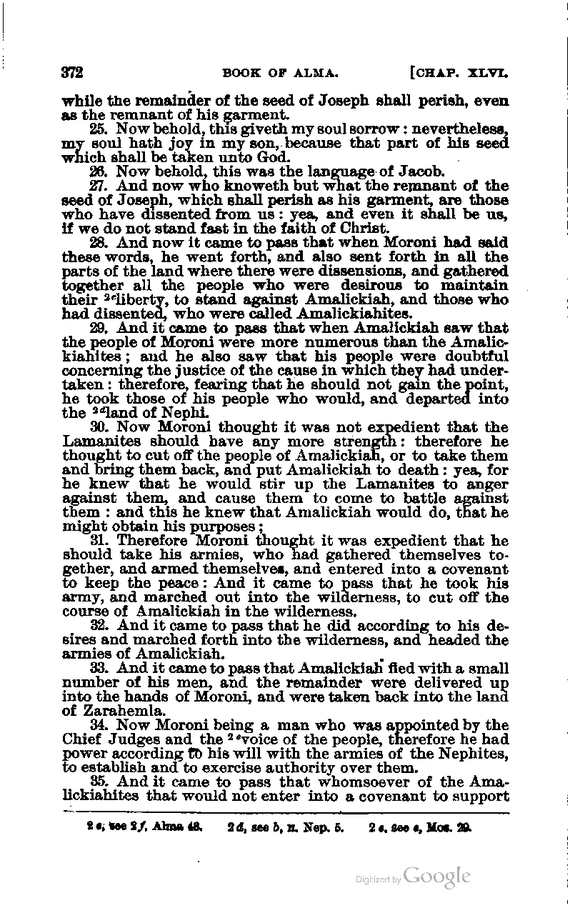 372 BOOK OF ALMA. [CHAP. XLVI.
while the remainder of the seed of Joseph shall perish, even
as the remnant of his garment.
25. Now behold, this giveth my soul sorrow : nevertheless,
my soul hath joy in my son, because that part of his seed
which shall be taken unto God.
26. Now behold, this was the language of Jacob.
27. And now who knoweth but what the remnant of the
seed of Joseph, which shall perish as his garment, are those
who have dissented from us : yea, and even it shall be us,
if we do not stand fast in the faith of Christ.
28. And now it came to pass that when Moroni had said
these words, he went forth, and also sent forth in all the
parts of the land where there were dissensions, and gathered
together all the people who were desirous to maintain
their 2cliberty, to stand against Amalickiah, and those who
had dissented, who were called Amalickiahites.
29. And it came to pass that when Amalickiah saw that
the people of Moroni were more numerous than the Amalic-
kiahites ; and he also saw that his people were doubtful
concerning the justice of the cause in which they had under-
taken : therefore, fearing that he should not gain the point,
he took those of his people who would, and departed into
the 2dland of Nephi.
30. Now Moroni thought it was not expedient that the
Lamanites should have any more strength : therefore he
thought to cut off the people of Amalickiah, or to take them
and bring them back, and put Amalickiah to death : yea, for
he knew that he would stir up the Lamanites to anger
against them, and cause them to come to battle against
them : and this he knew that Amalickiah would do, that he
might obtain his purposes ;
31. Therefore Moroni thought it was expedient that he
should take his armies, who had gathered themselves to-
gether, and armed themselves, and entered into a covenant
to keep the peace : And it came to pass that he took his
army, and marched out into the wilderness, to cut off the
course of Amalickiah in the wilderness.
32. And it came to pass that he did according to his de-
sires and marched forth into the wilderness, and headed the
armies of Amalickiah.
33. And it came to pass that Amalickiah fled with a small
number of his men, and the remainder were delivered up
into the hands of Moroni, and were taken back into the land
of Zarahemla.
34. Now Moroni being a man who was appointed by the
Chief Judges and the 2evoice of the people, therefore he had
power according to his will with the armies of the Nephites,
to establish and to exercise authority over them.
35. And it came to pass that whomsoever of the Ama-
lickiahites that would not enter into a covenant to support
2 c, see 2 f, Alma 48. 2 d, see b, II. Nep. 5. 2 e, See e, Mos. 29.
Digitized by Google